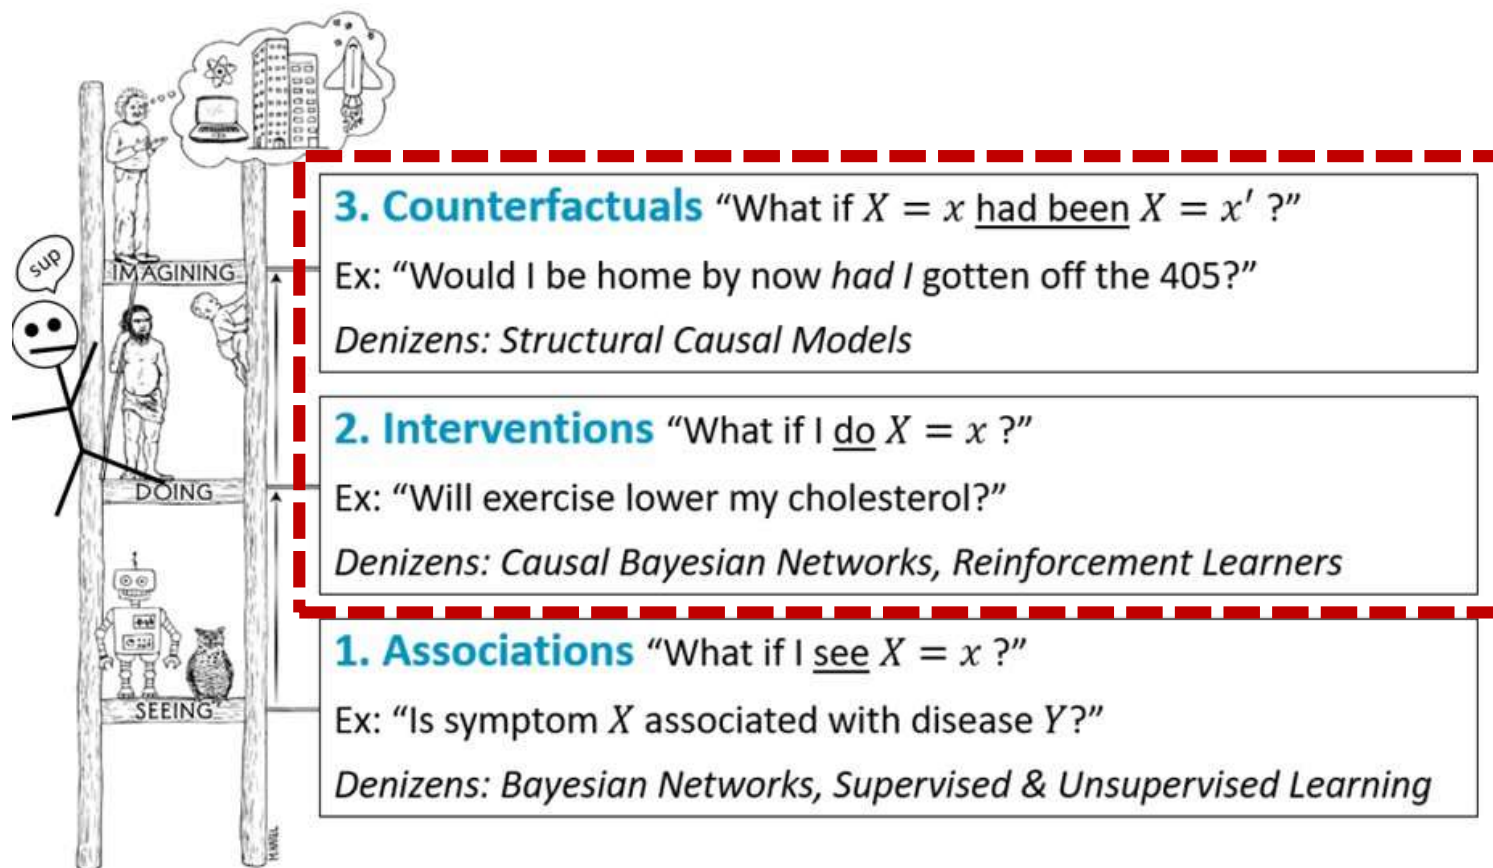 3. Counterfactuals “What if X = x had been X = x′ ?”
Ex: “Would I be home by now had I gotten off the 405?”
Denizens: Structural Causal Models
sup
IMAGINING
2. Interventions “What if I do X = x ?”
Ex: “Will exercise lower my cholesterol?”
Denizens: Causal Bayesian Networks, Reinforcement Learners
DOING
1. Associations “What if I see X = x ?”
Ex: “Is symptom X associated with disease Y?”
Denizens: Bayesian Networks, Supervised & Unsupervised Learning
SEEING